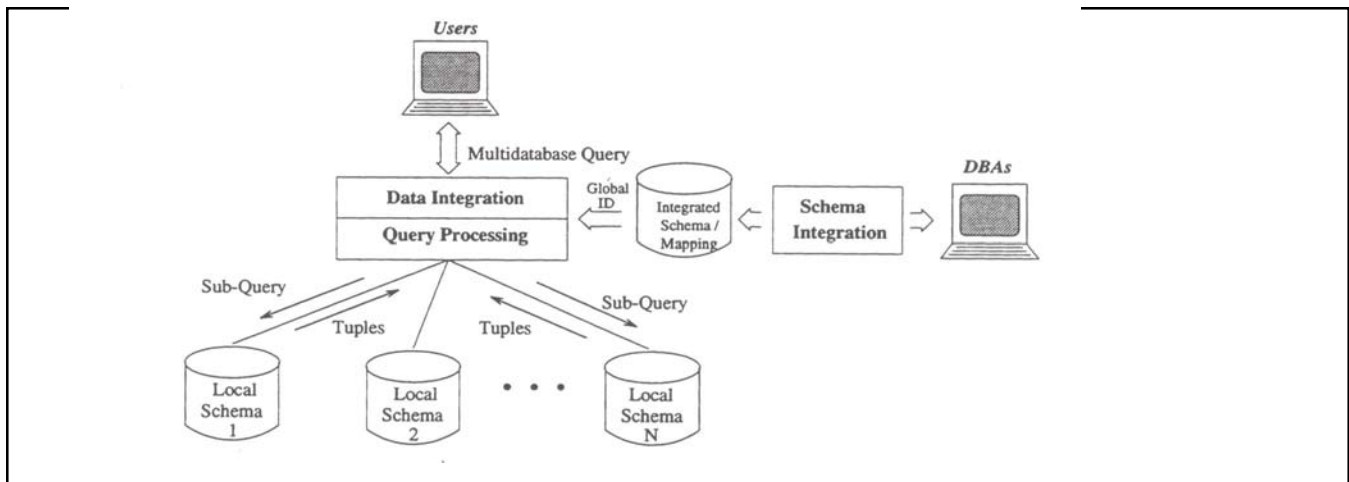 Users
Multidatabase Query
DBAs
Data Integration
Query Processing
Global
ID
Integrated
Schema /
Mapping
Schema
Integration
Sub-Query
Tuples
Tuples
Sub-Query
Local
Schema
1
Local
Schema
2
• • •
Local
Schema
N